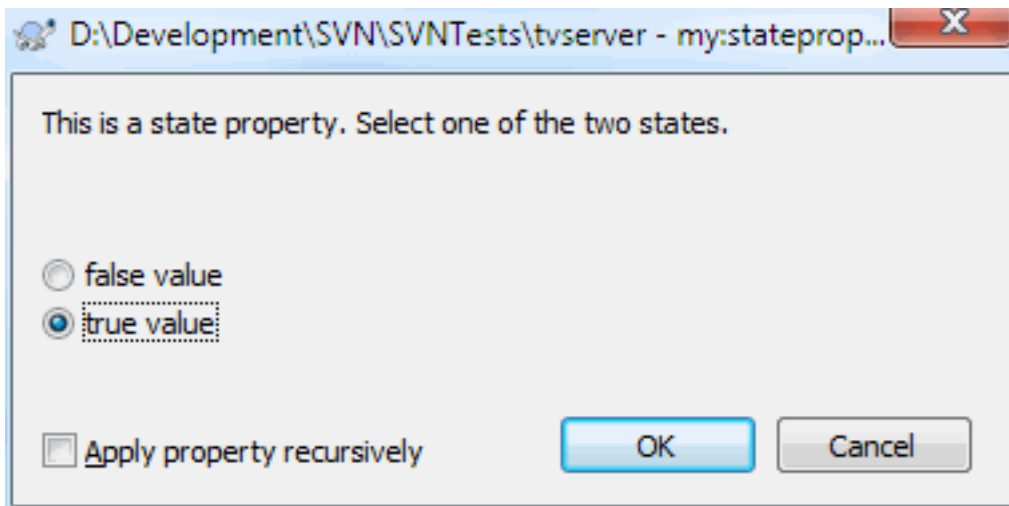 D:\Development\SVN\SVNTests\tvserver - my:stateprop...
This is a state property. Select one of the two states.
false value
true value
Apply property recursively
OK
Cancel